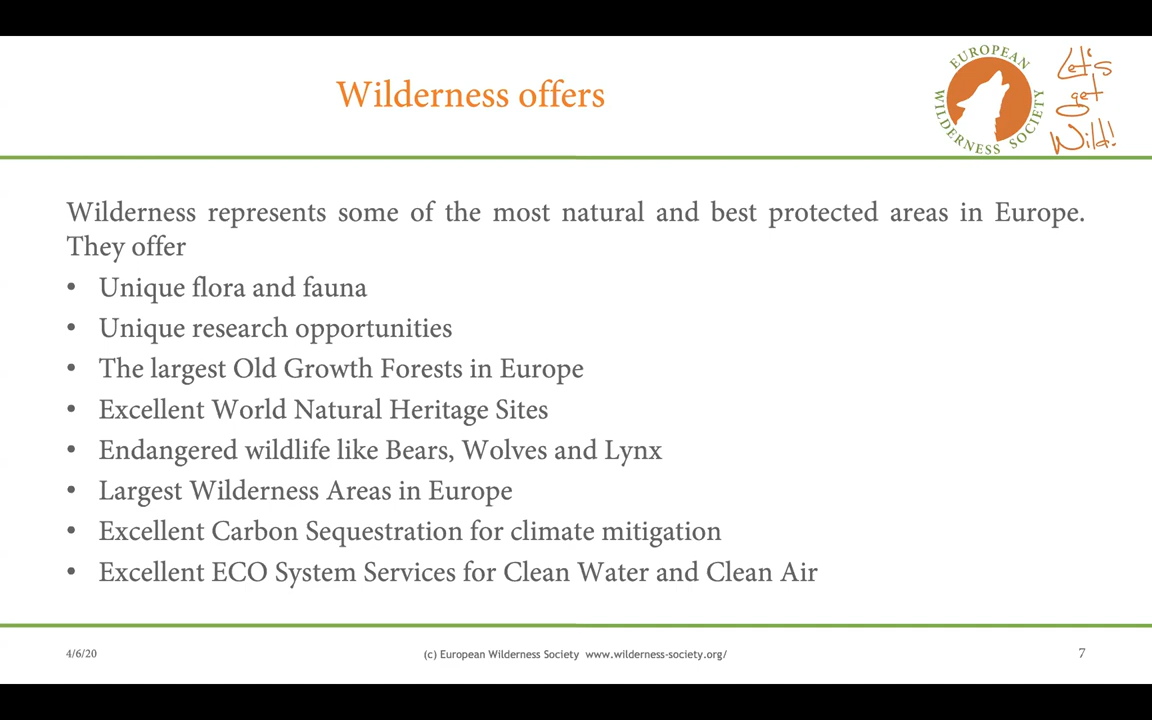 Wilderness offers
EUROPEAN
WILDERNESS SOCIETY
Let's
get
Wild!
Wilderness represents some of the most natural and best protected areas in Europe.
They offer
• Unique flora and fauna
• Unique research opportunities
• The largest Old Growth Forests in Europe
• Excellent World Natural Heritage Sites
• Endangered wildlife like Bears, Wolves and Lynx
• Largest Wilderness Areas in Europe
• Excellent Carbon Sequestration for climate mitigation
• Excellent ECO System Services for Clean Water and Clean Air
4/6/20
(c) European Wilderness Society www.wilderness-society.org/
7